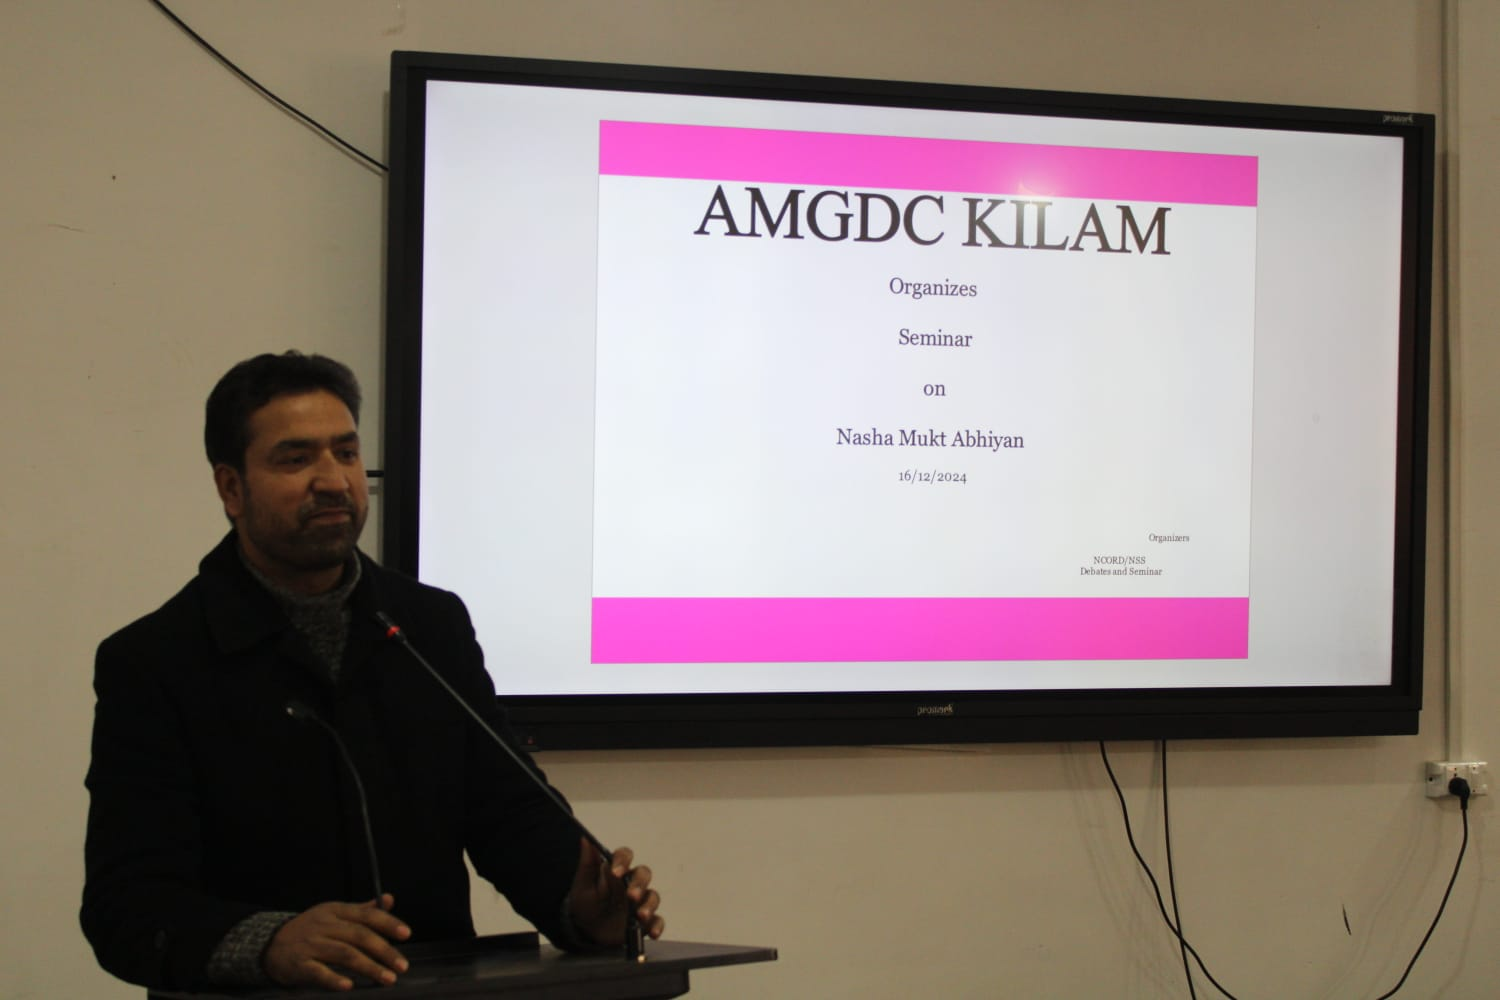 AMGDC KILAM
Organizes
Seminar
on
Nasha Mukt Abhiyan
16/12/2024
Organizers
NCORD/NSS
Debates and Seminar